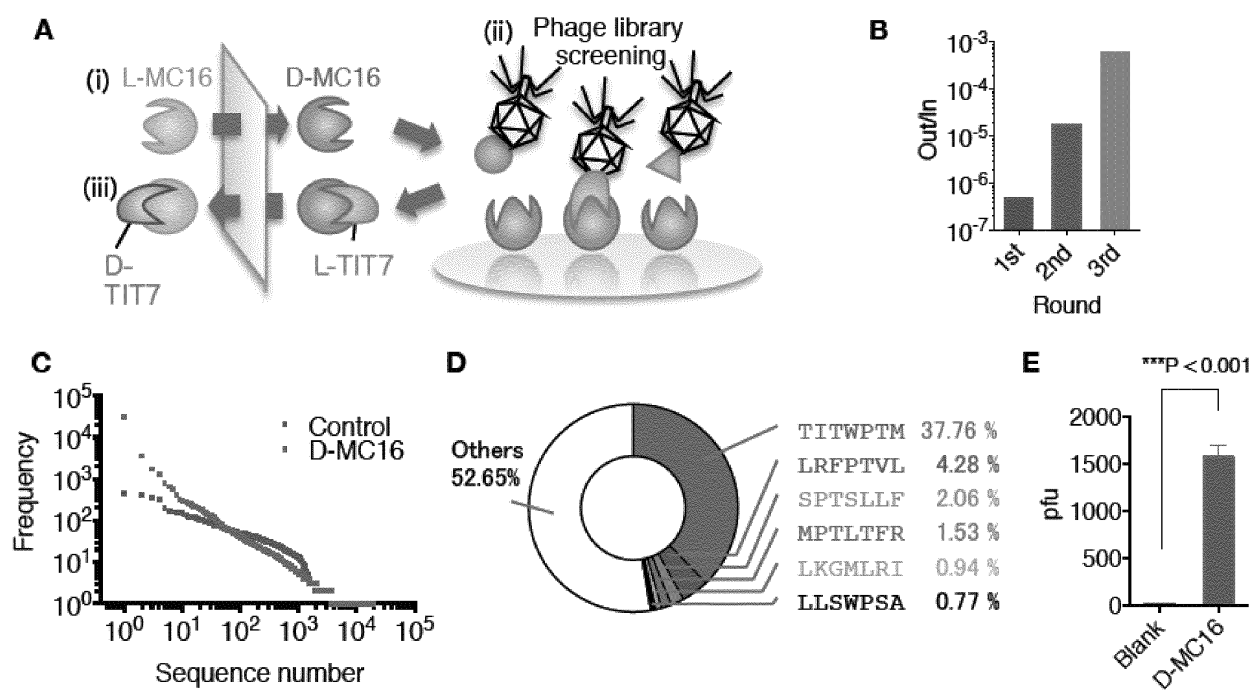 A
(i)
L-MC16
D-MC16
(ii)
Phage library
screening
(iii)
D-
TIT7
L-TIT7
B
Out/In
10-3
10-4
10-5
10-6
10-7
1st
2nd
3rd
Round
C
Frequency
10^5
10^4
10^3
10^2
10^1
10^0
Control
D-MC16
10^0
10^1
10^2
10^3
10^4
10^5
Sequence number
D
Others
52.65%
TITWPTM 37.76 %
LRFPTVL 4.28 %
SPTSLLF 2.06 %
MPTLTFR 1.53 %
LKGMLRI 0.94 %
LLSWPSA 0.77 %
E
***P < 0.001
pfu
2000
1500
1000
500
0
Blank
D-MC16